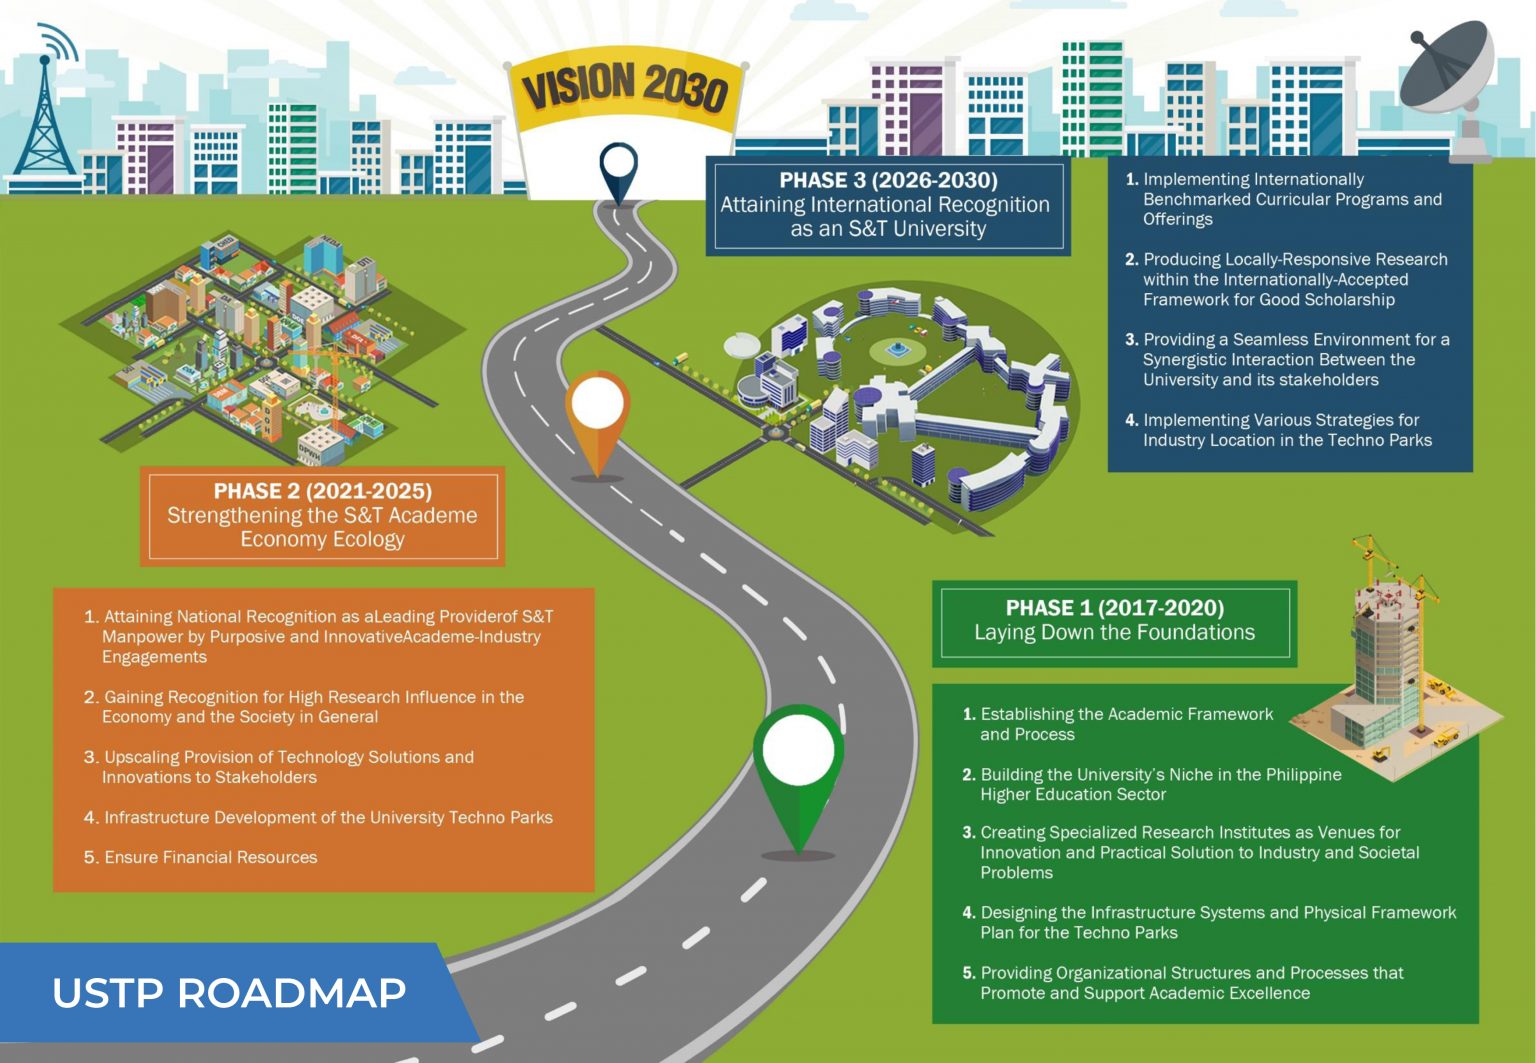 VISION 2030
PHASE 3 (2026-2030)
Attaining International Recognition
as an S&T University
1. Implementing Internationally
Benchmarked Curricular Programs and
Offerings
2. Producing Locally-Responsive Research
within the Internationally-Accepted
Framework for Good Scholarship
3. Providing a Seamless Environment for a
Synergistic Interaction Between the
University and its stakeholders
4. Implementing Various Strategies for
Industry Location in the Techno Parks
CHED
NEDA
DPWH
PHASE 2 (2021-2025)
Strengthening the S&T Academe
Economy Ecology
1. Attaining National Recognition as aLeading Providerof S&T
Manpower by Purposive and InnovativeAcademe-Industry
Engagements
2. Gaining Recognition for High Research Influence in the
Economy and the Society in General
3. Upscaling Provision of Technology Solutions and
Innovations to Stakeholders
4. Infrastructure Development of the University Techno Parks
5. Ensure Financial Resources
PHASE 1 (2017-2020)
Laying Down the Foundations
1. Establishing the Academic Framework
and Process
2. Building the University's Niche in the Philippine
Higher Education Sector
3. Creating Specialized Research Institutes as Venues for
Innovation and Practical Solution to Industry and Societal
Problems
4. Designing the Infrastructure Systems and Physical Framework
Plan for the Techno Parks
5. Providing Organizational Structures and Processes that
Promote and Support Academic Excellence
USTP ROADMAP